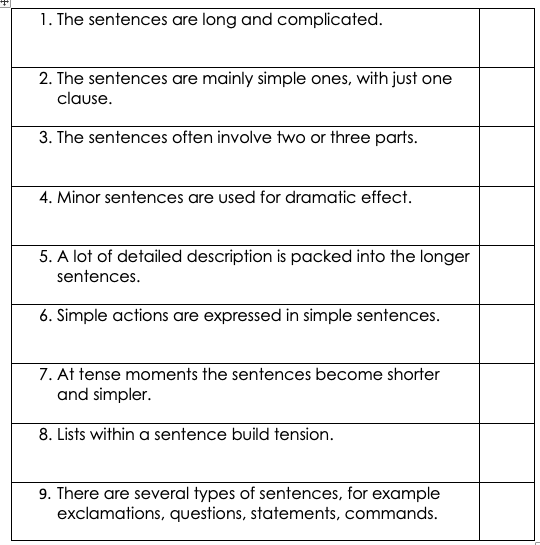 1. The sentences are long and complicated.
2. The sentences are mainly simple ones, with just one
clause.
3. The sentences often involve two or three parts.
4. Minor sentences are used for dramatic effect.
5. A lot of detailed description is packed into the longer
sentences.
6. Simple actions are expressed in simple sentences.
7. At tense moments the sentences become shorter
and simpler.
8. Lists within a sentence build tension.
9. There are several types of sentences, for example
exclamations, questions, statements, commands.